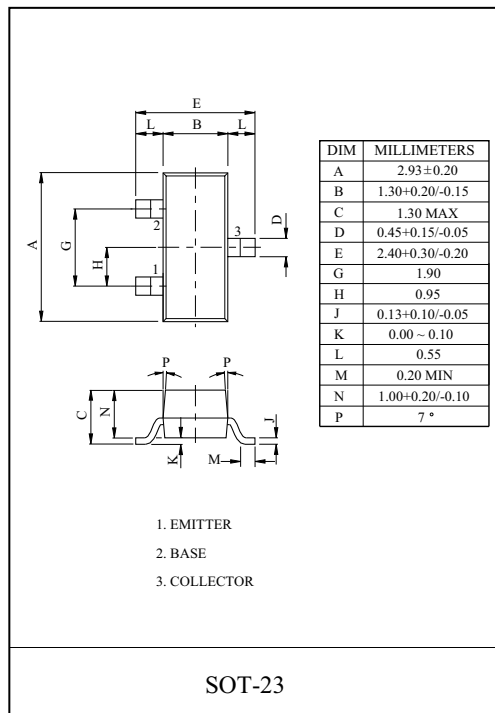 E
L B L
A
G
H
2
1
3
D
P P
C
N
K
M
J
DIM MILLIMETERS
A 2.93±0.20
B 1.30+0.20/-0.15
C 1.30 MAX
D 0.45+0.15/-0.05
E 2.40+0.30/-0.20
G 1.90
H 0.95
J 0.13+0.10/-0.05
K 0.00 ~ 0.10
L 0.55
M 0.20 MIN
N 1.00+0.20/-0.10
P 7 °
1. EMITTER
2. BASE
3. COLLECTOR
SOT-23